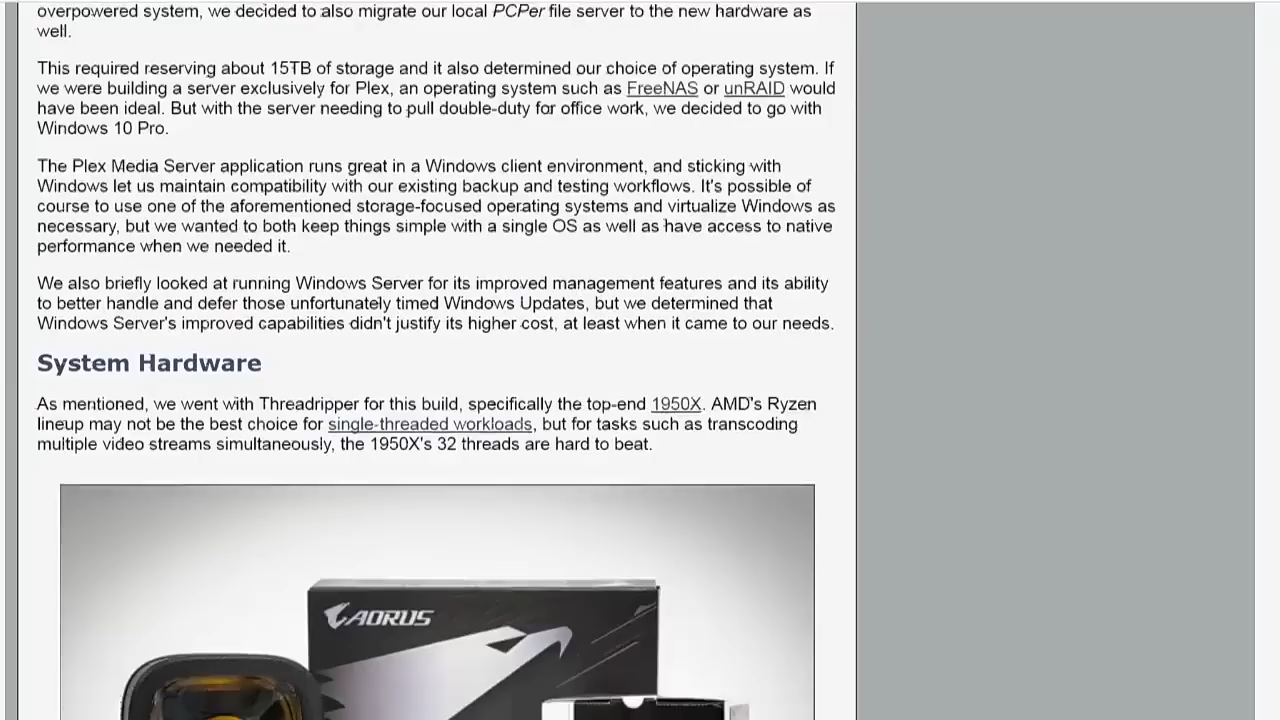 overpowered system, we decided to also migrate our local PCPer file server to the new hardware as
well.
This required reserving about 15TB of storage and it also determined our choice of operating system. If
we were building a server exclusively for Plex, an operating system such as FreeNAS or unRAID would
have been ideal. But with the server needing to pull double-duty for office work, we decided to go with
Windows 10 Pro.
The Plex Media Server application runs great in a Windows client environment, and sticking with
Windows let us maintain compatibility with our existing backup and testing workflows. It's possible of
course to use one of the aforementioned storage-focused operating systems and virtualize Windows as
necessary, but we wanted to both keep things simple with a single OS as well as have access to native
performance when we needed it.
We also briefly looked at running Windows Server for its improved management features and its ability
to better handle and defer those unfortunately timed Windows Updates, but we determined that
Windows Server's improved capabilities didn't justify its higher cost, at least when it came to our needs.
System Hardware
As mentioned, we went with Threadripper for this build, specifically the top-end 1950X. AMD's Ryzen
lineup may not be the best choice for single-threaded workloads, but for tasks such as transcoding
multiple video streams simultaneously, the 1950X's 32 threads are hard to beat.
AORUS